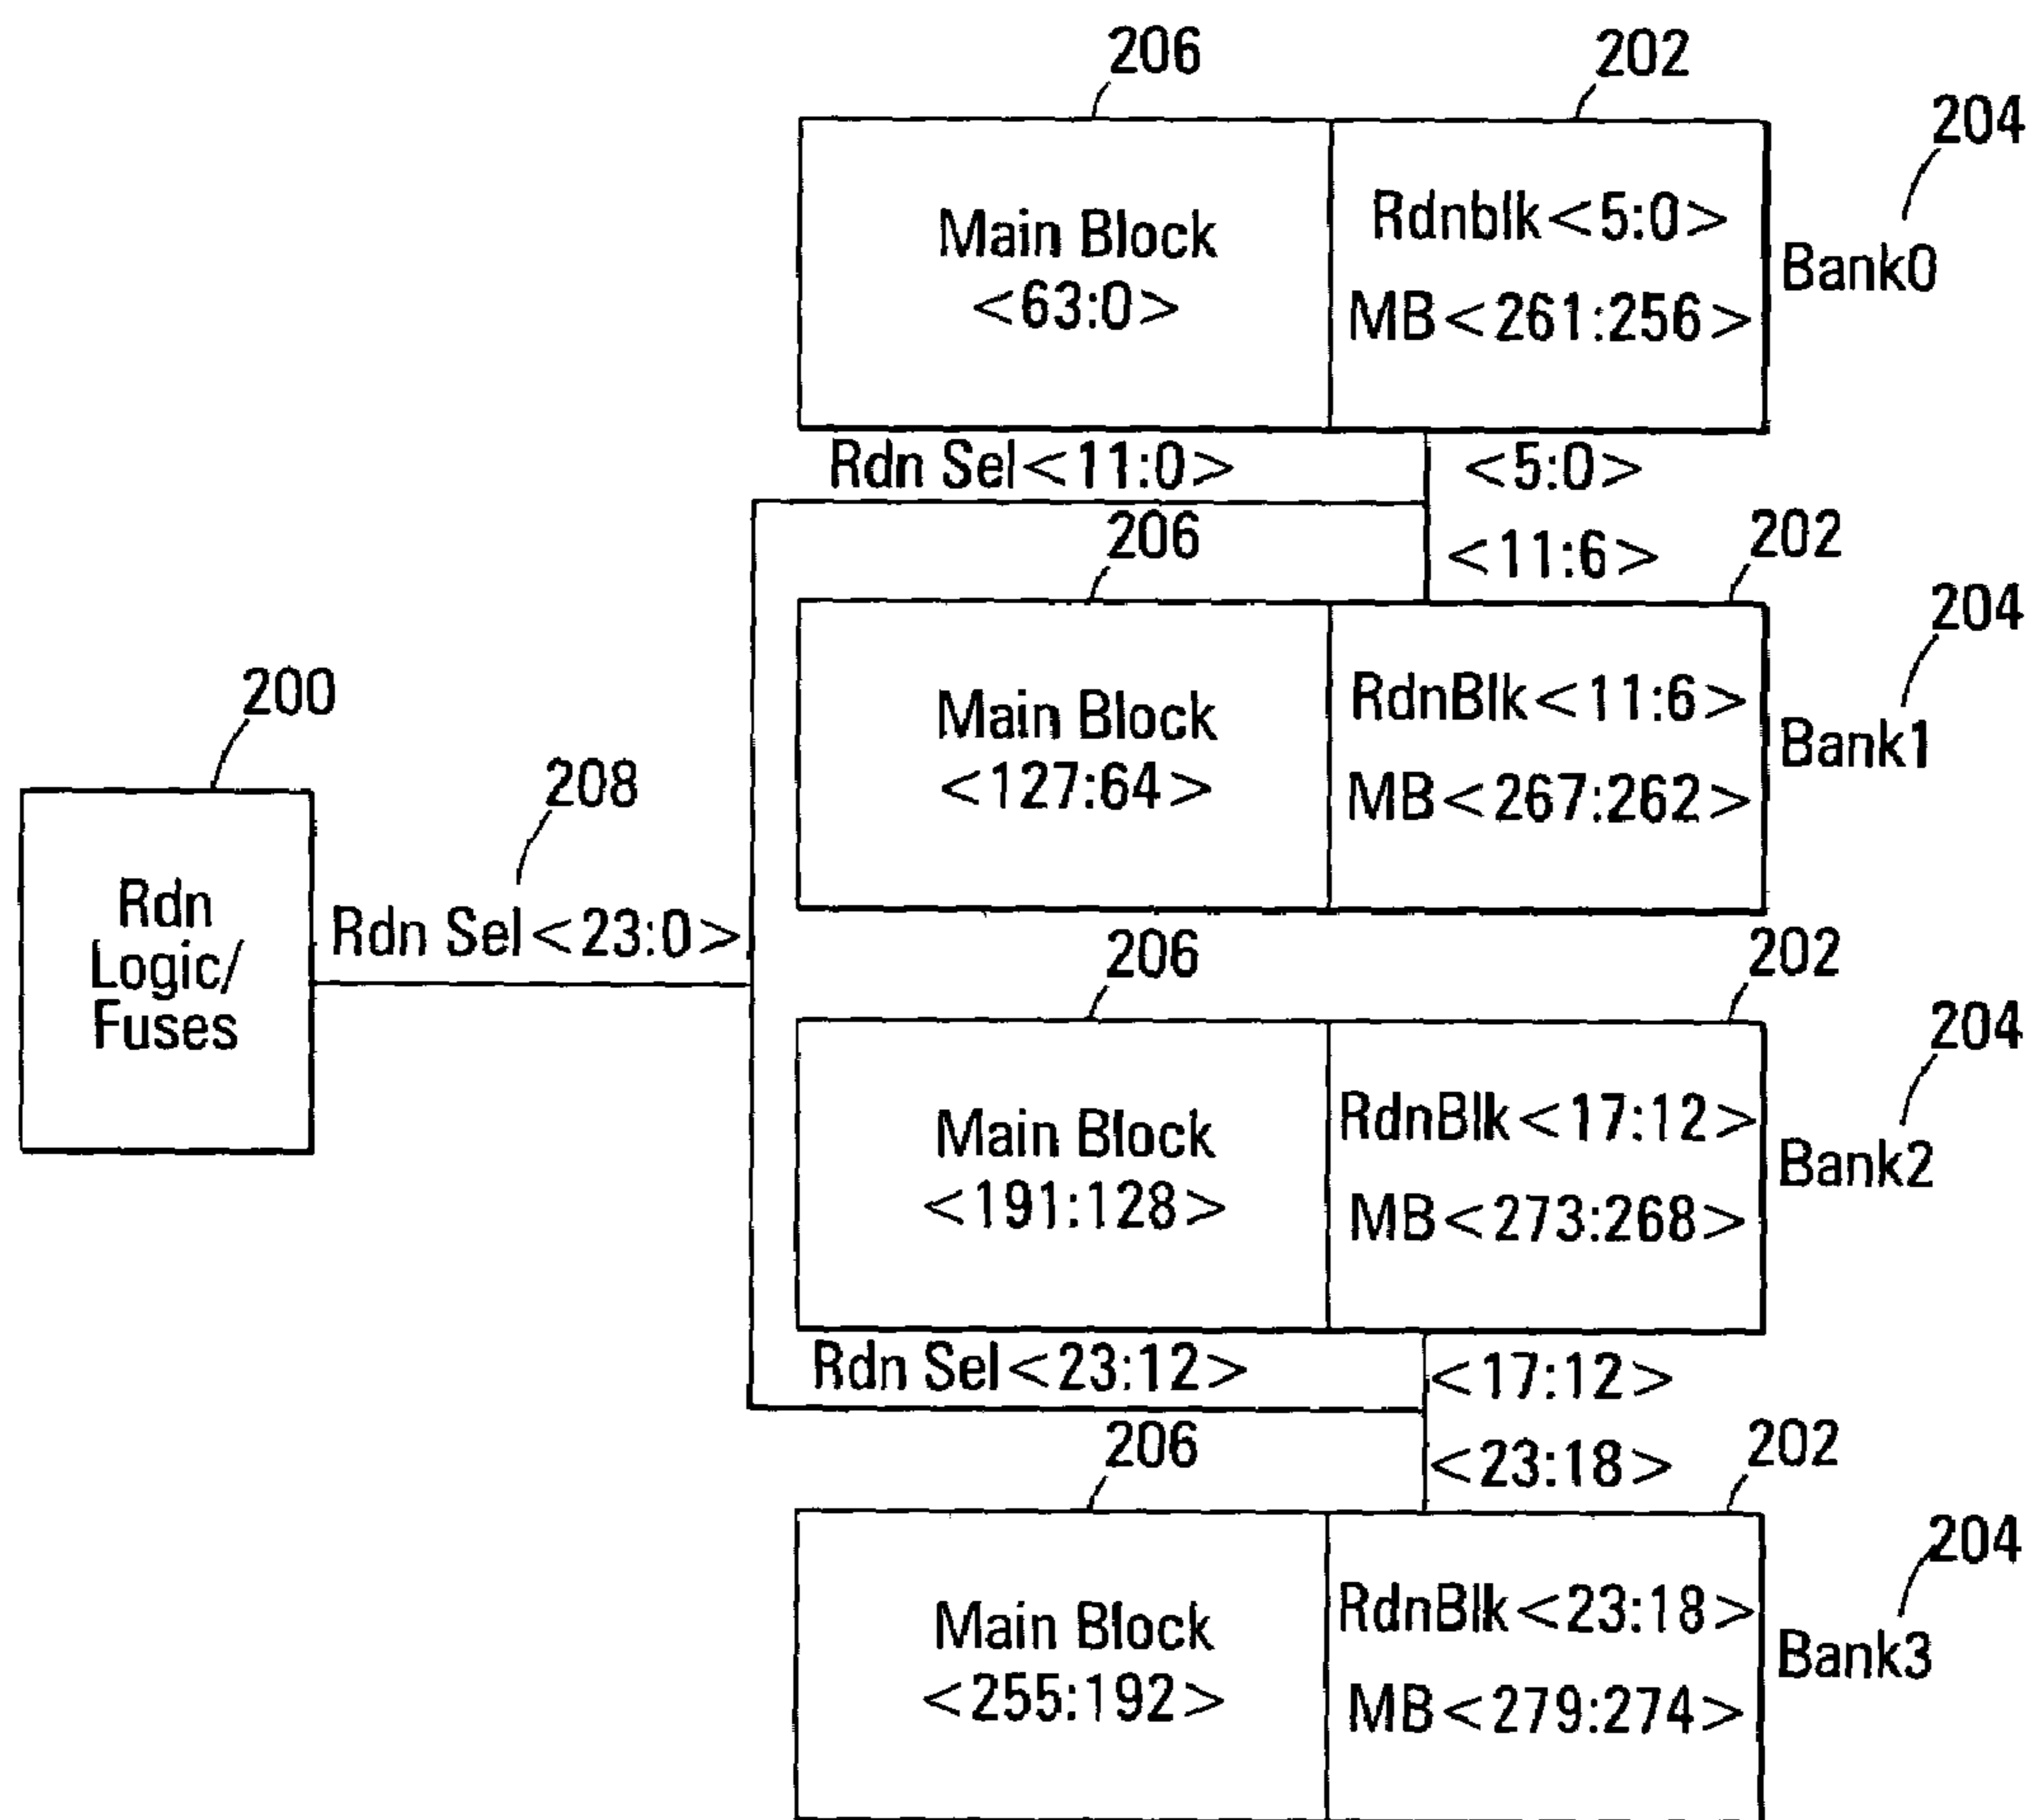 206
202
204
Main Block
<63:0>
Rdnblk<5:0>
MB<261:256>
Bank0
Rdn Sel<11:0>
<5:0>
<11:6>
206
202
204
Main Block
<127:64>
RdnBlk<11:6>
MB<267:262>
Bank1
200
208
Rdn
Logic/
Fuses
Rdn Sel<23:0>
206
202
204
Main Block
<191:128>
RdnBlk<17:12>
MB<273:268>
Bank2
Rdn Sel<23:12>
<17:12>
<23:18>
206
202
204
Main Block
<255:192>
RdnBlk<23:18>
MB<279:274>
Bank3